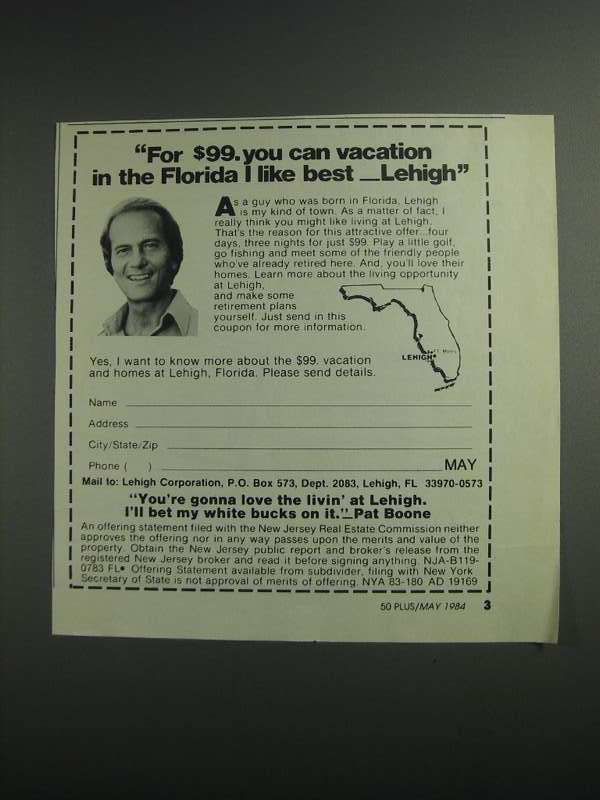 “For $99. you can vacation
in the Florida I like best —Lehigh”
As a guy who was born in Florida, Lehigh
is my kind of town. As a matter of fact, I
really think you might like living at Lehigh.
That's the reason for this attractive offer...four
days, three nights for just $99. Play a little golf,
go fishing and meet some of the friendly people
who've already retired here. And, you'll love their
homes. Learn more about the living opportunity
at Lehigh,
and make some
retirement plans
yourself. Just send in this
coupon for more information.
LEHIGH
Ft. Myers
Yes, I want to know more about the $99. vacation
and homes at Lehigh, Florida. Please send details.
Name
Address
City/State/Zip
Phone ( ) MAY
Mail to: Lehigh Corporation, P.O. Box 573, Dept. 2083, Lehigh, FL 33970-0573
“You're gonna love the livin' at Lehigh.
I'll bet my white bucks on it.”—Pat Boone
An offering statement filed with the New Jersey Real Estate Commission neither
approves the offering nor in any way passes upon the merits and value of the
property. Obtain the New Jersey public report and broker's release from the
registered New Jersey broker and read it before signing anything. NJA-B119-
0783 FL• Offering Statement available from subdivider, filing with New York
Secretary of State is not approval of merits of offering. NYA 83-180 AD 19169
50 PLUS/MAY 1984 3